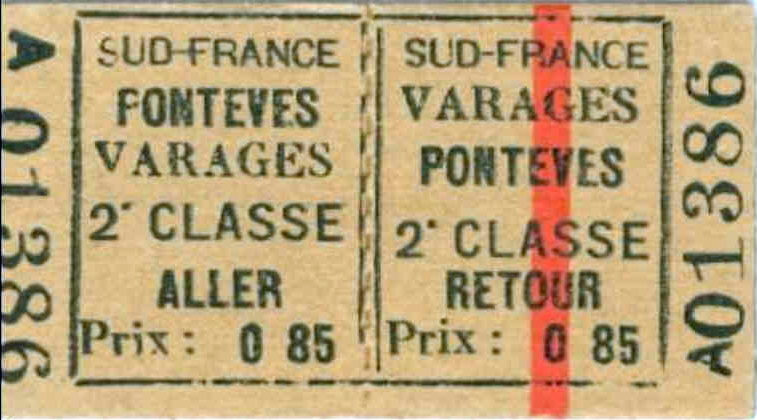 A 01386
SUD-FRANCE
PONTEVES
VARAGES
2e CLASSE
ALLER
Prix : 0 85
SUD-FRANCE
VARAGES
PONTEVES
2e CLASSE
RETOUR
Prix : 0 85
A01386